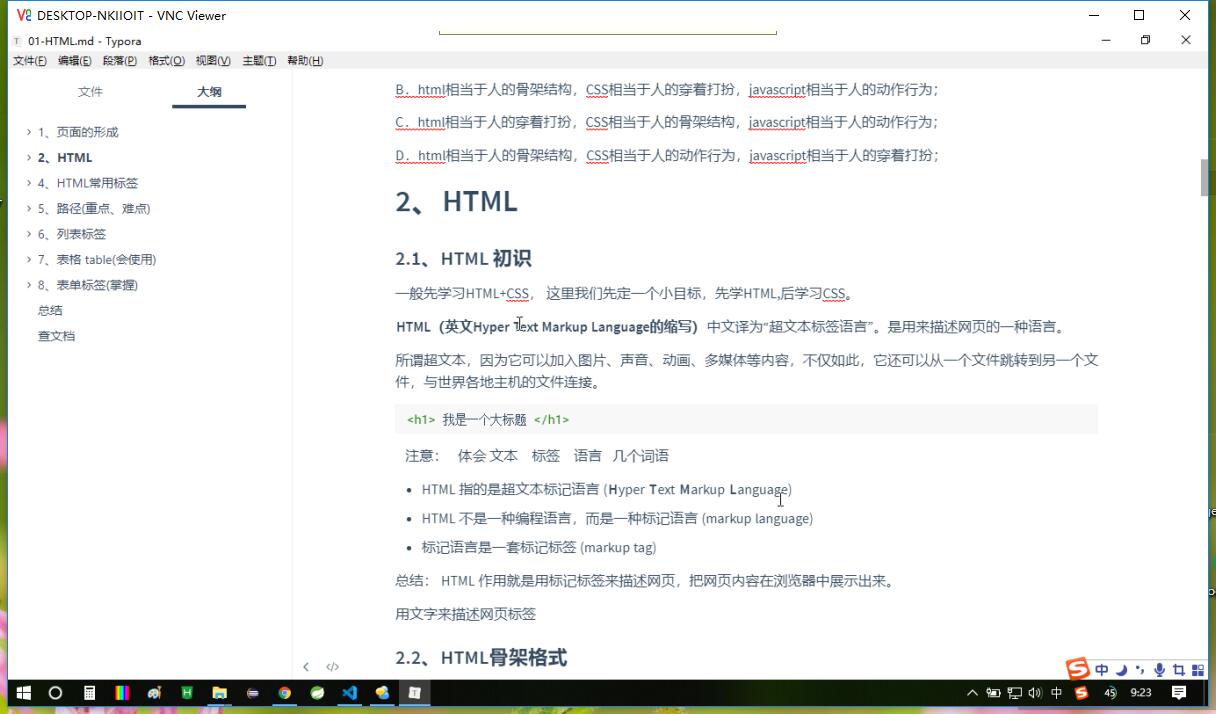 DESKTOP-NKIIOIT - VNC Viewer
01-HTML.md - Typora
文件(F) 编辑(E) 段落(P) 格式(O) 视图(V) 主题(T) 帮助(H)
文件 大纲
1、页面的形成
2、HTML
4、HTML常用标签
5、路径(重点、难点)
6、列表标签
7、表格 table(会使用)
8、表单标签(掌握)
总结
查文档
B．html相当于人的骨架结构，CSS相当于人的穿着打扮，javascript相当于人的动作行为；
C．html相当于人的穿着打扮，CSS相当于人的骨架结构，javascript相当于人的动作行为；
D．html相当于人的骨架结构，CSS相当于人的动作行为，javascript相当于人的穿着打扮；
2、 HTML
2.1、HTML 初识
一般先学习HTML+CSS， 这里我们先定一个小目标，先学HTML,后学习CSS。
HTML（英文Hyper Text Markup Language的缩写）中文译为“超文本标签语言”。是用来描述网页的一种语言。
所谓超文本，因为它可以加入图片、声音、动画、多媒体等内容，不仅如此，它还可以从一个文件跳转到另一个文
件，与世界各地主机的文件连接。
<h1> 我是一个大标题 </h1>
注意： 体会 文本 标签 语言 几个词语
HTML 指的是超文本标记语言 (Hyper Text Markup Language)
HTML 不是一种编程语言，而是一种标记语言 (markup language)
标记语言是一套标记标签 (markup tag)
总结： HTML 作用就是用标记标签来描述网页，把网页内容在浏览器中展示出来。
用文字来描述网页标签
2.2、HTML骨架格式
中
中 45 9:23